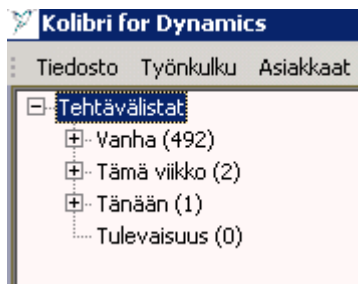 Kolibri for Dynamics
Tiedosto Työnkulku Asiakkaat
Tehtävälistat
Vanha (492)
Tämä viikko (2)
Tänään (1)
Tulevaisuus (0)